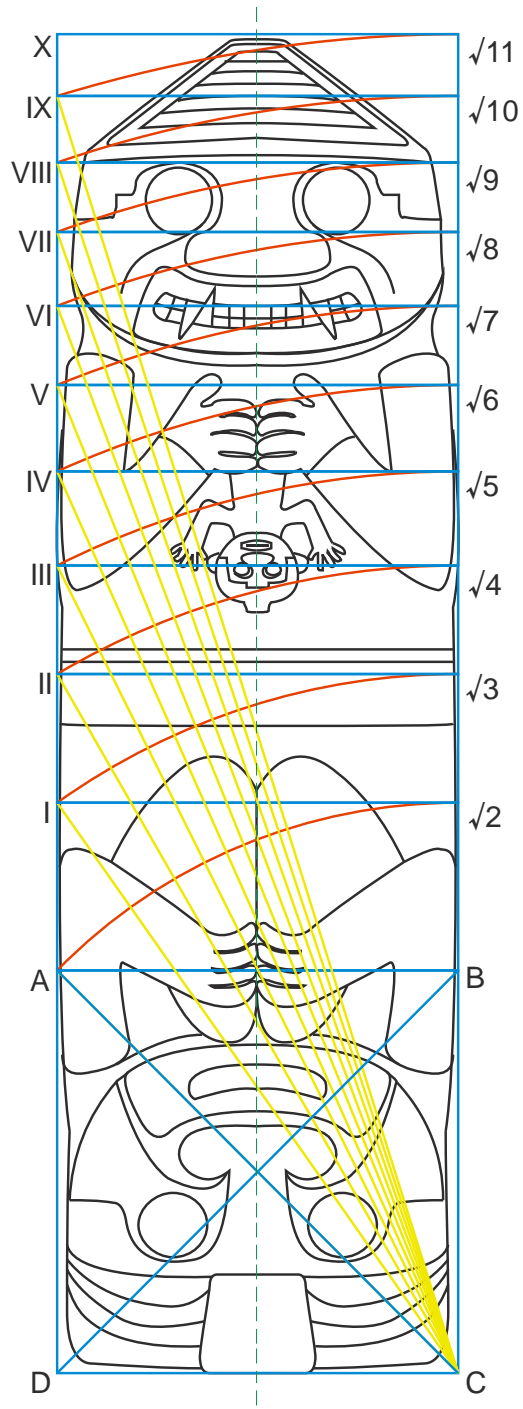 X √11
IX √10
VIII √9
VII √8
VI √7
V √6
IV √5
III √4
II √3
I √2
A B
D C